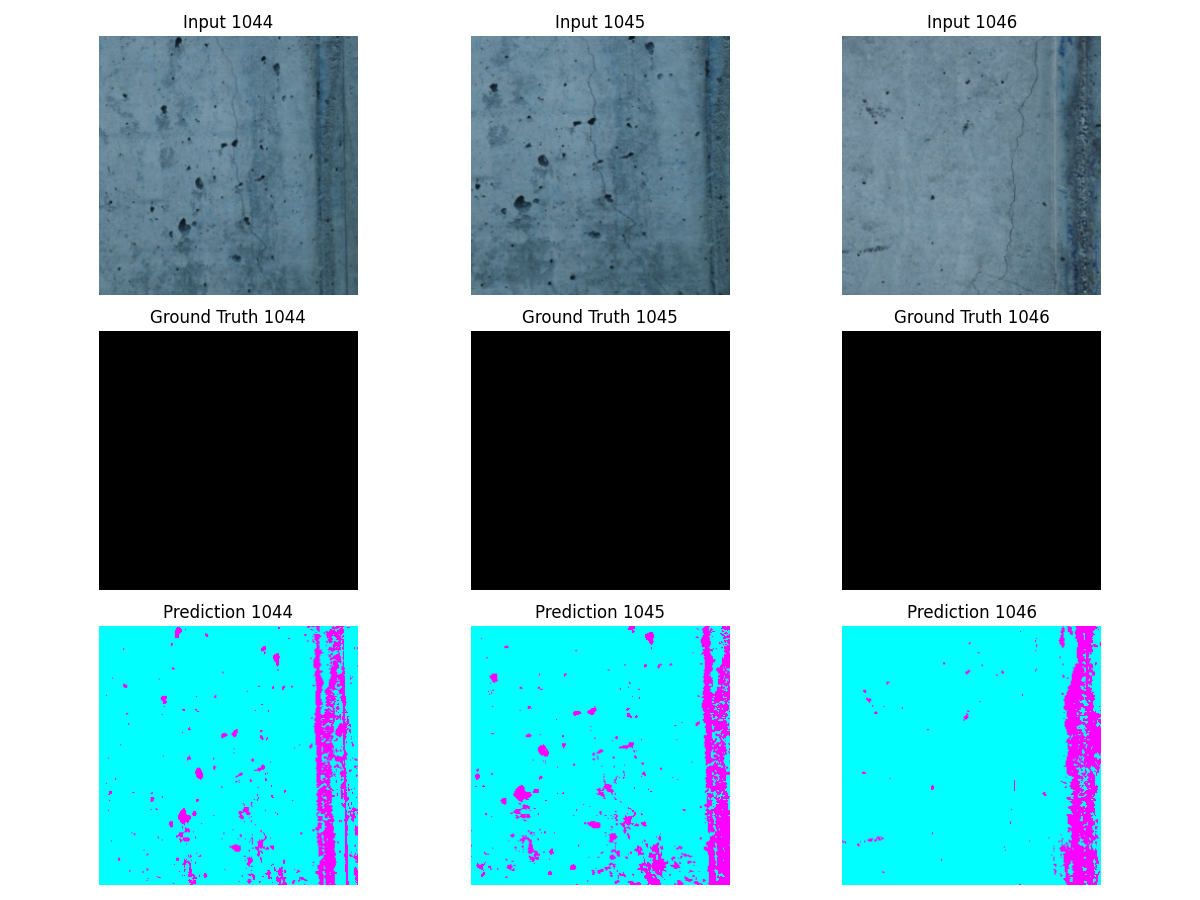 Input 1044
Input 1045
Input 1046
Ground Truth 1044
Ground Truth 1045
Ground Truth 1046
Prediction 1044
Prediction 1045
Prediction 1046